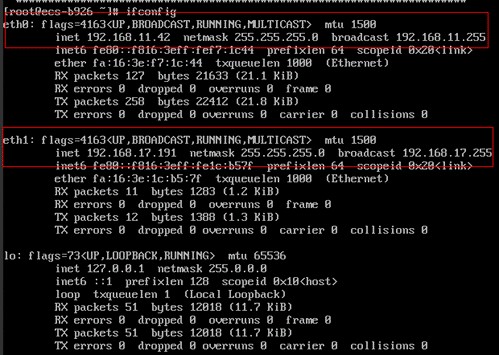 [root@ecs-b926 ~]# ifconfig
eth0: flags=4163<UP,BROADCAST,RUNNING,MULTICAST>  mtu 1500
inet 192.168.11.42  netmask 255.255.255.0  broadcast 192.168.11.255
inet6 fe80::f816:3eff:fef7:1c44  prefixlen 64  scopeid 0x20<link>
ether fa:16:3e:f7:1c:44  txqueuelen 1000  (Ethernet)
RX packets 127  bytes 21633 (21.1 KiB)
RX errors 0  dropped 0  overruns 0  frame 0
TX packets 258  bytes 22412 (21.8 KiB)
TX errors 0  dropped 0 overruns 0  carrier 0  collisions 0
eth1: flags=4163<UP,BROADCAST,RUNNING,MULTICAST>  mtu 1500
inet 192.168.17.191  netmask 255.255.255.0  broadcast 192.168.17.255
inet6 fe80::f816:3eff:fe1c:b57f  prefixlen 64  scopeid 0x20<link>
ether fa:16:3e:1c:b5:7f  txqueuelen 1000  (Ethernet)
RX packets 11  bytes 1283 (1.2 KiB)
RX errors 0  dropped 0  overruns 0  frame 0
TX packets 12  bytes 1388 (1.3 KiB)
TX errors 0  dropped 0 overruns 0  carrier 0  collisions 0
lo: flags=73<UP,LOOPBACK,RUNNING>  mtu 65536
inet 127.0.0.1  netmask 255.0.0.0
inet6 ::1  prefixlen 128  scopeid 0x10<host>
loop  txqueuelen 1  (Local Loopback)
RX packets 51  bytes 12018 (11.7 KiB)
RX errors 0  dropped 0  overruns 0  frame 0
TX packets 51  bytes 12018 (11.7 KiB)
TX errors 0  dropped 0 overruns 0  carrier 0  collisions 0